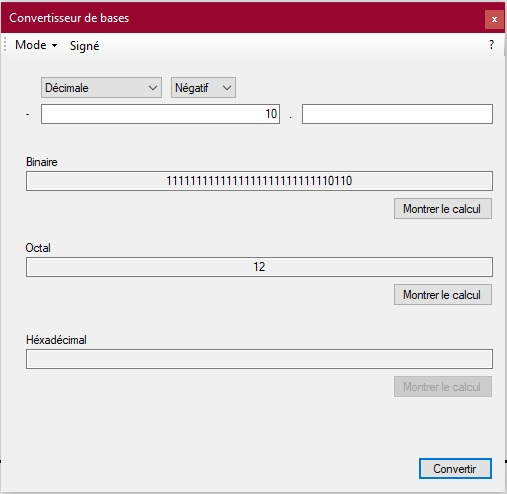 Convertisseur de bases
x
Mode Signé ?
Décimale Négatif
- 10 .
Binaire
11111111111111111111111111110110
Montrer le calcul
Octal
12
Montrer le calcul
Héxadécimal
Montrer le calcul
Convertir